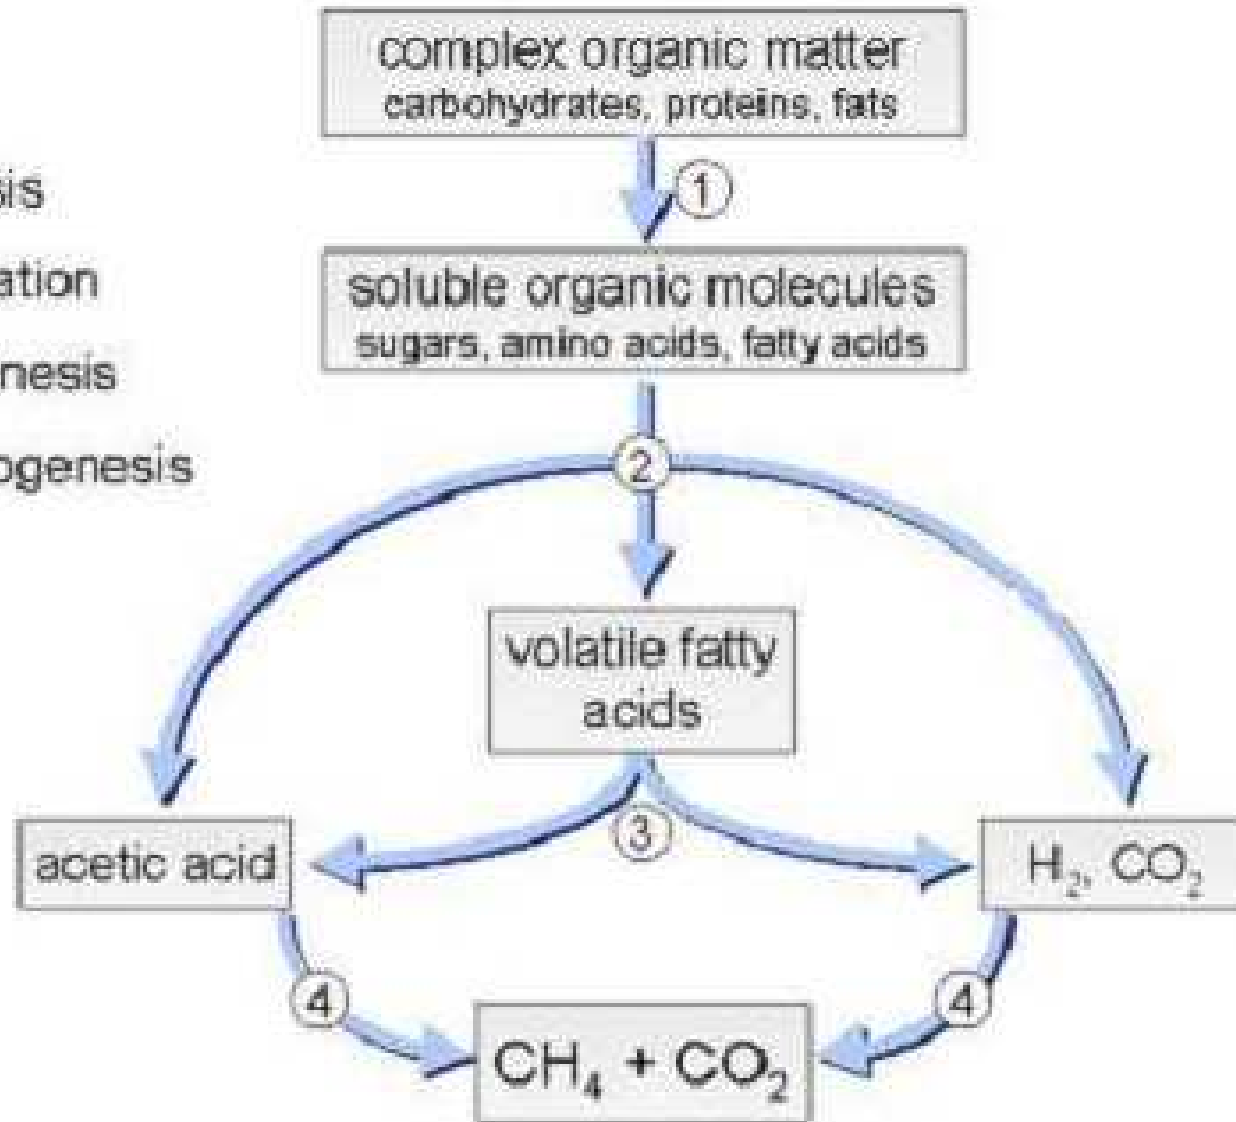 complex organic matter
carbohydrates, proteins, fats
1
sis
ation
nesis
ogenesis
soluble organic molecules
sugars, amino acids, fatty acids
2
volatile fatty
acids
3
acetic acid
H₂, CO₂
4
4
CH₄ + CO₂